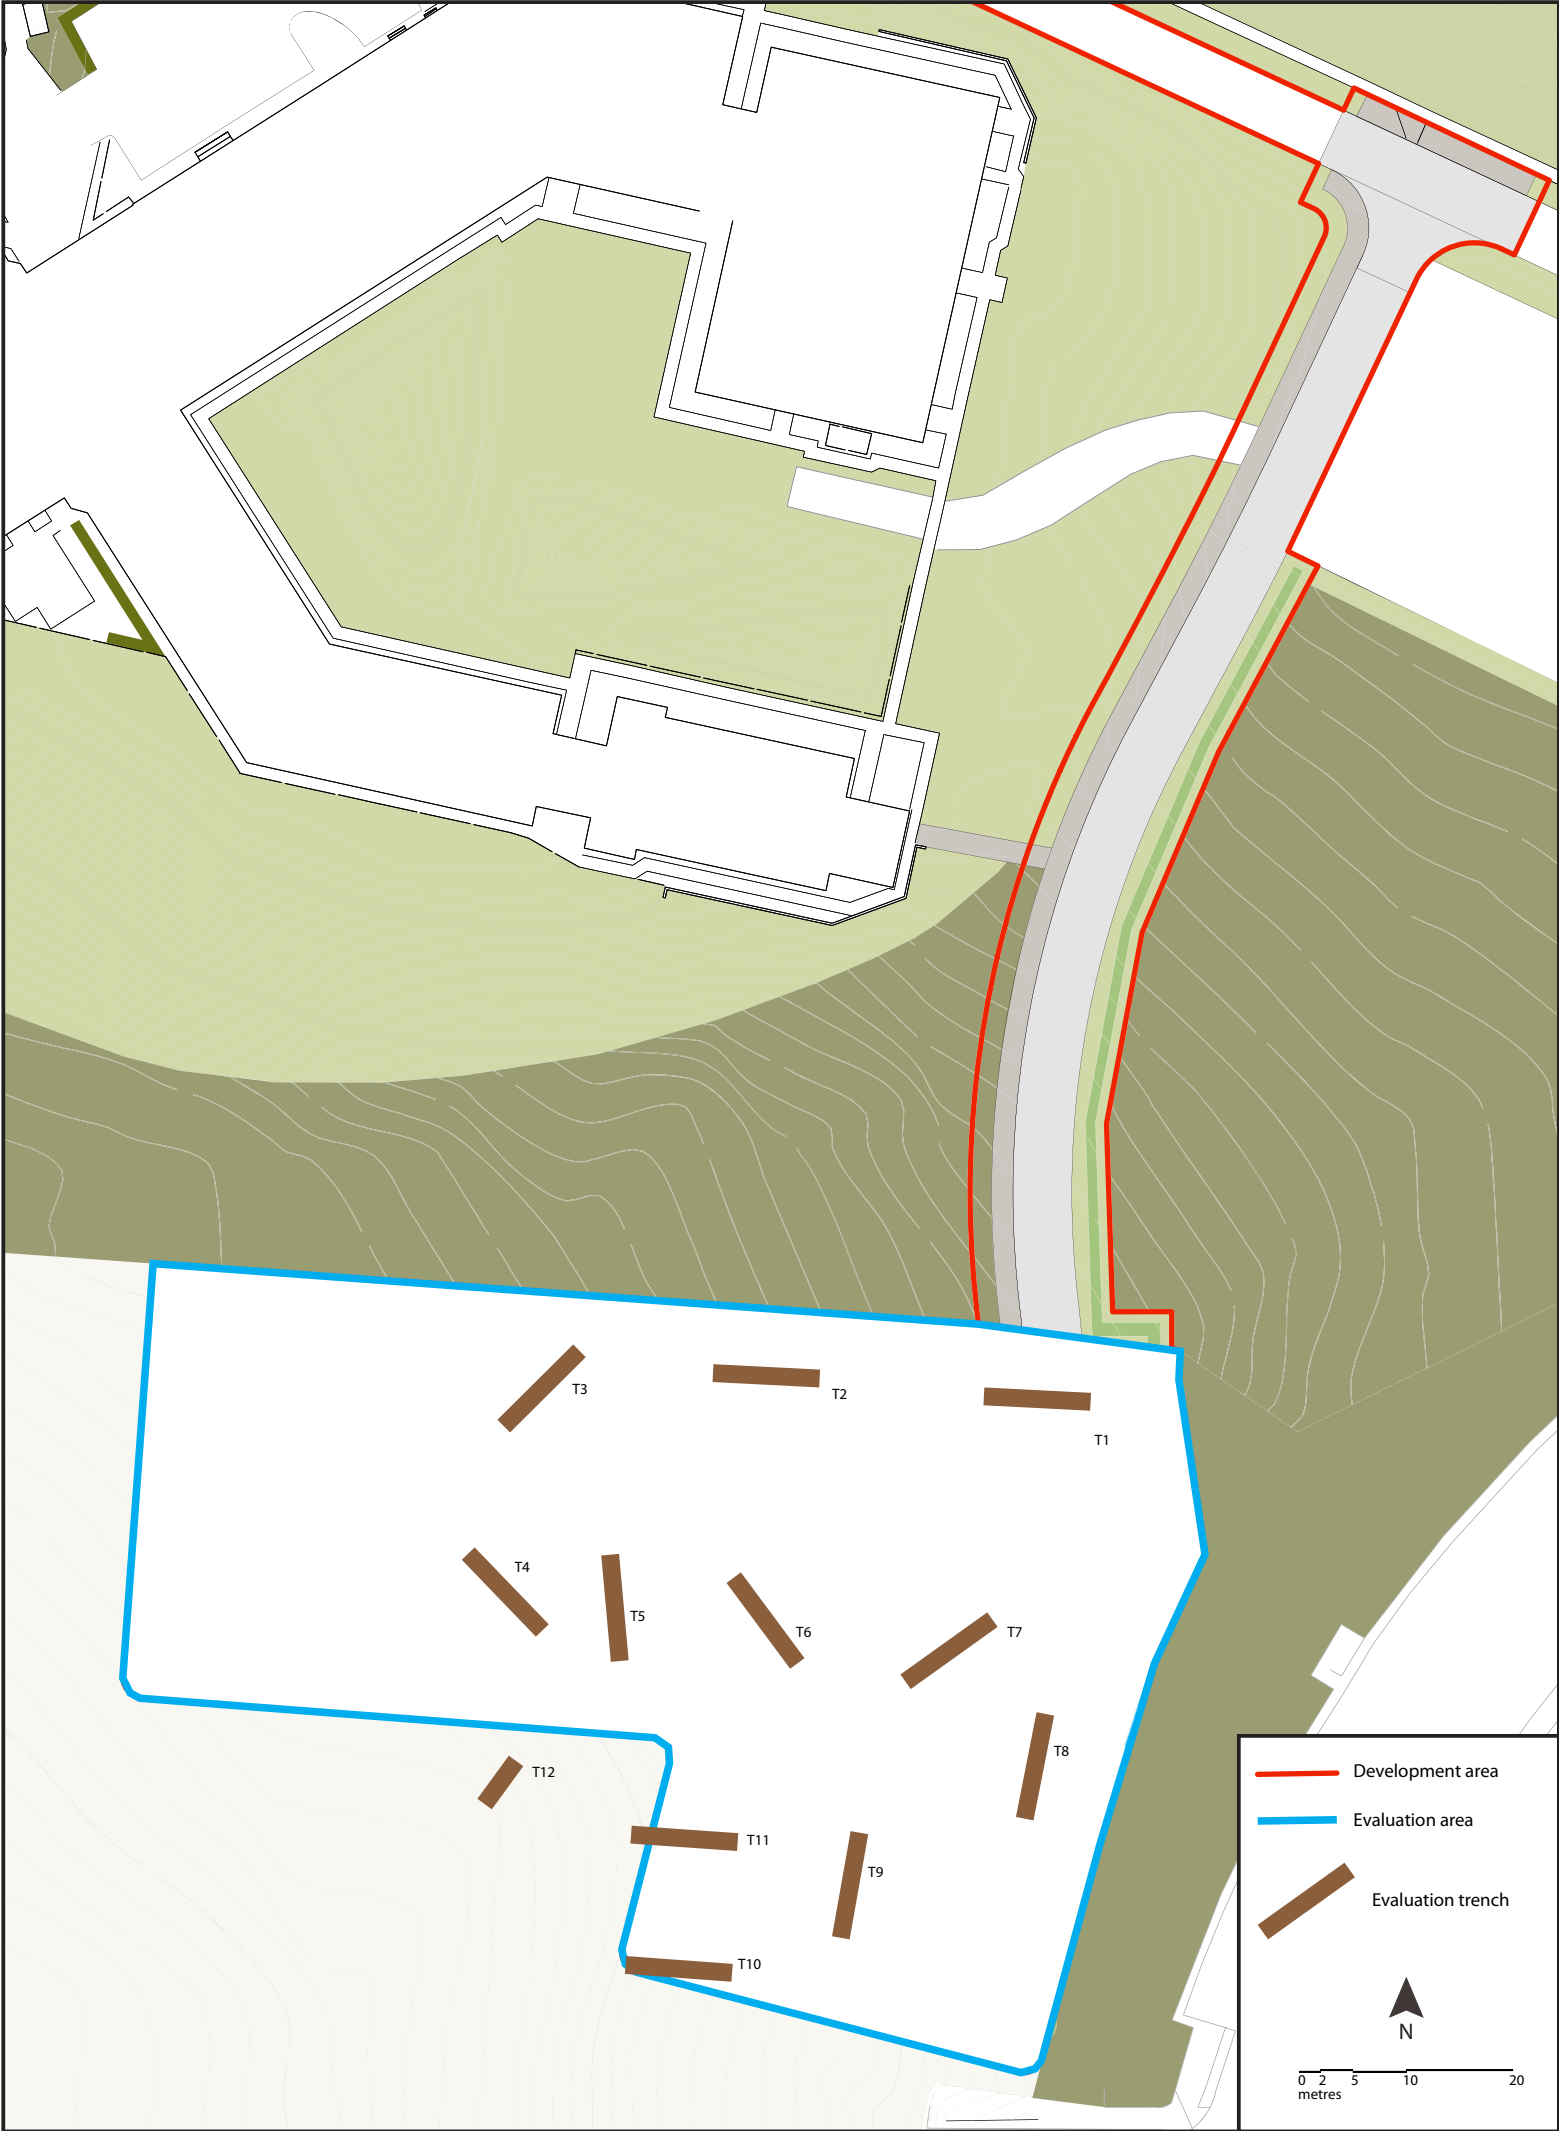 T3
T2
T1
T4
T5
T6
T7
T8
T12
T11
T9
T10
Development area
Evaluation area
Evaluation trench
N
0 2 5 10 20
metres